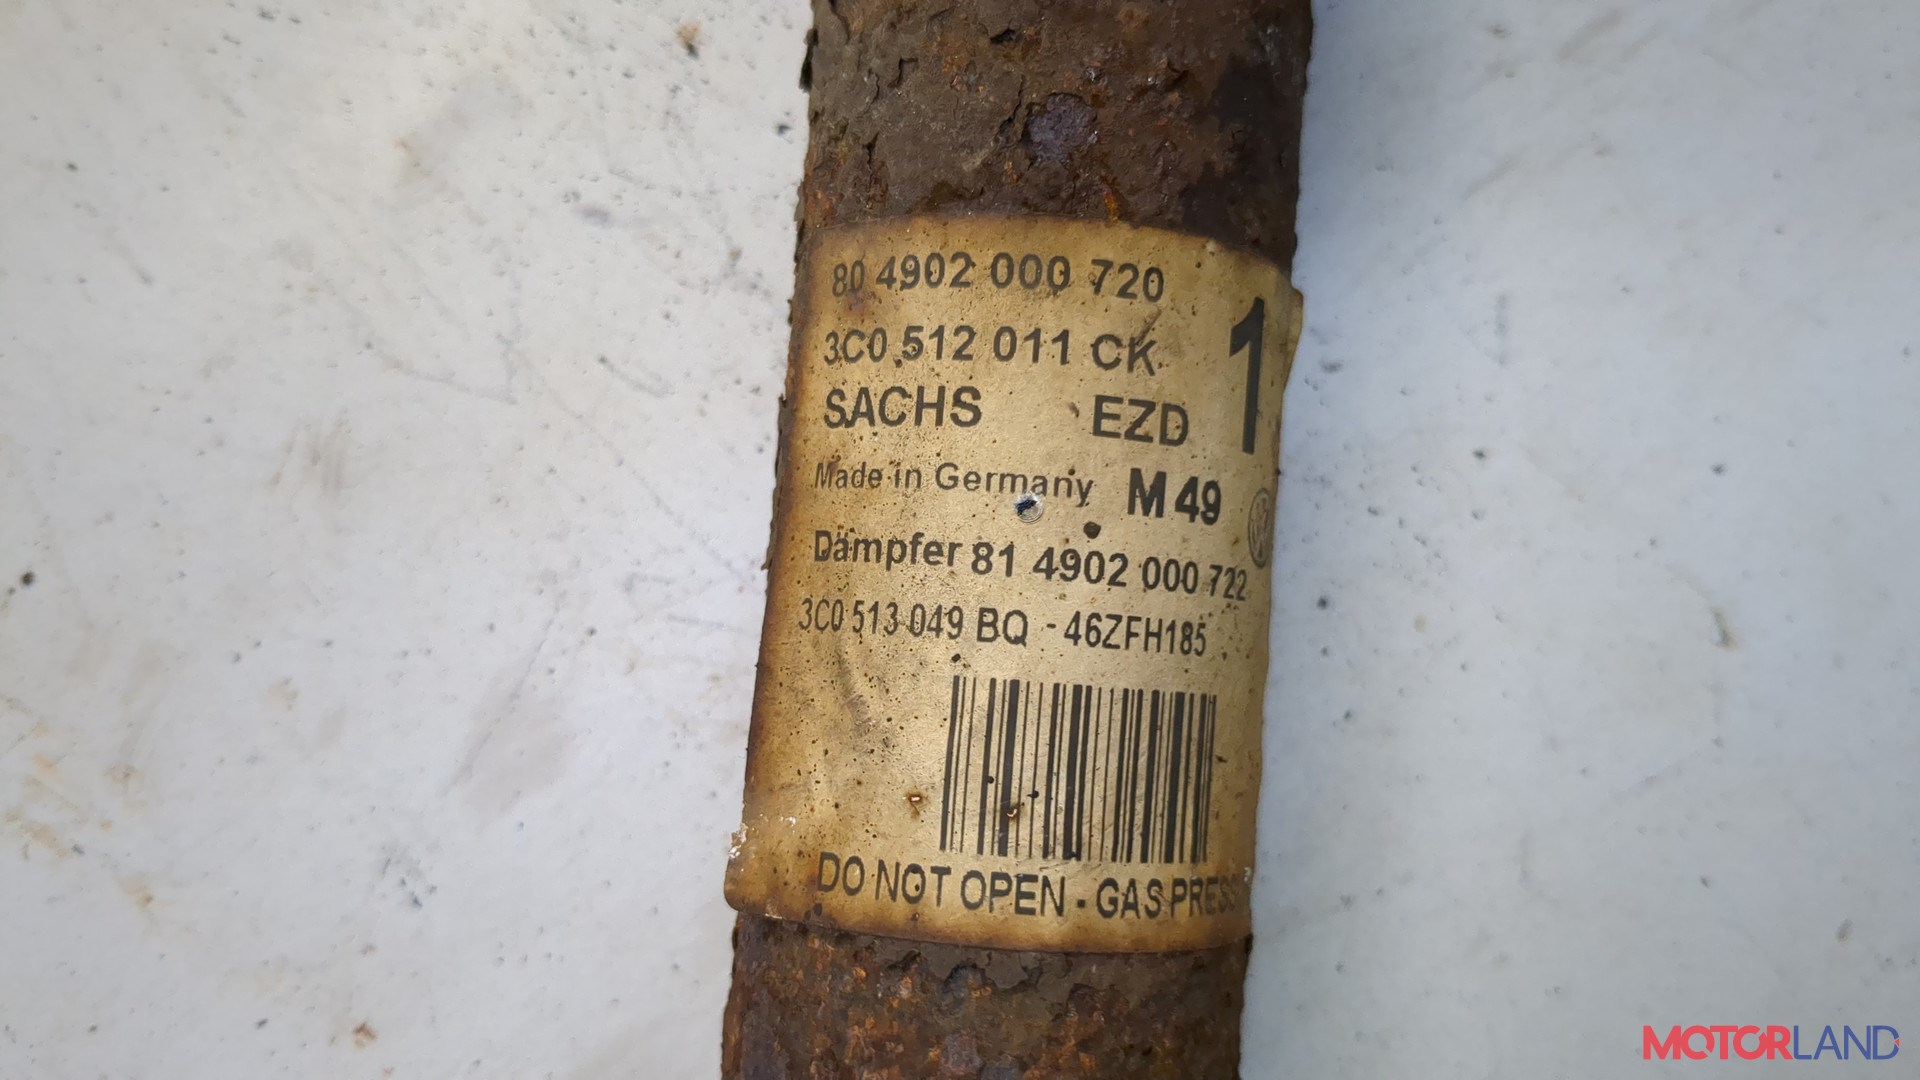 80 4902 000 720
3C0 512 011 CK
1
SACHS EZD
Made in Germany M 49
Dämpfer 81 4902 000 722
3C0 513 049 BQ - 46ZFH185
DO NOT OPEN - GAS PRESS
MOTORLAND